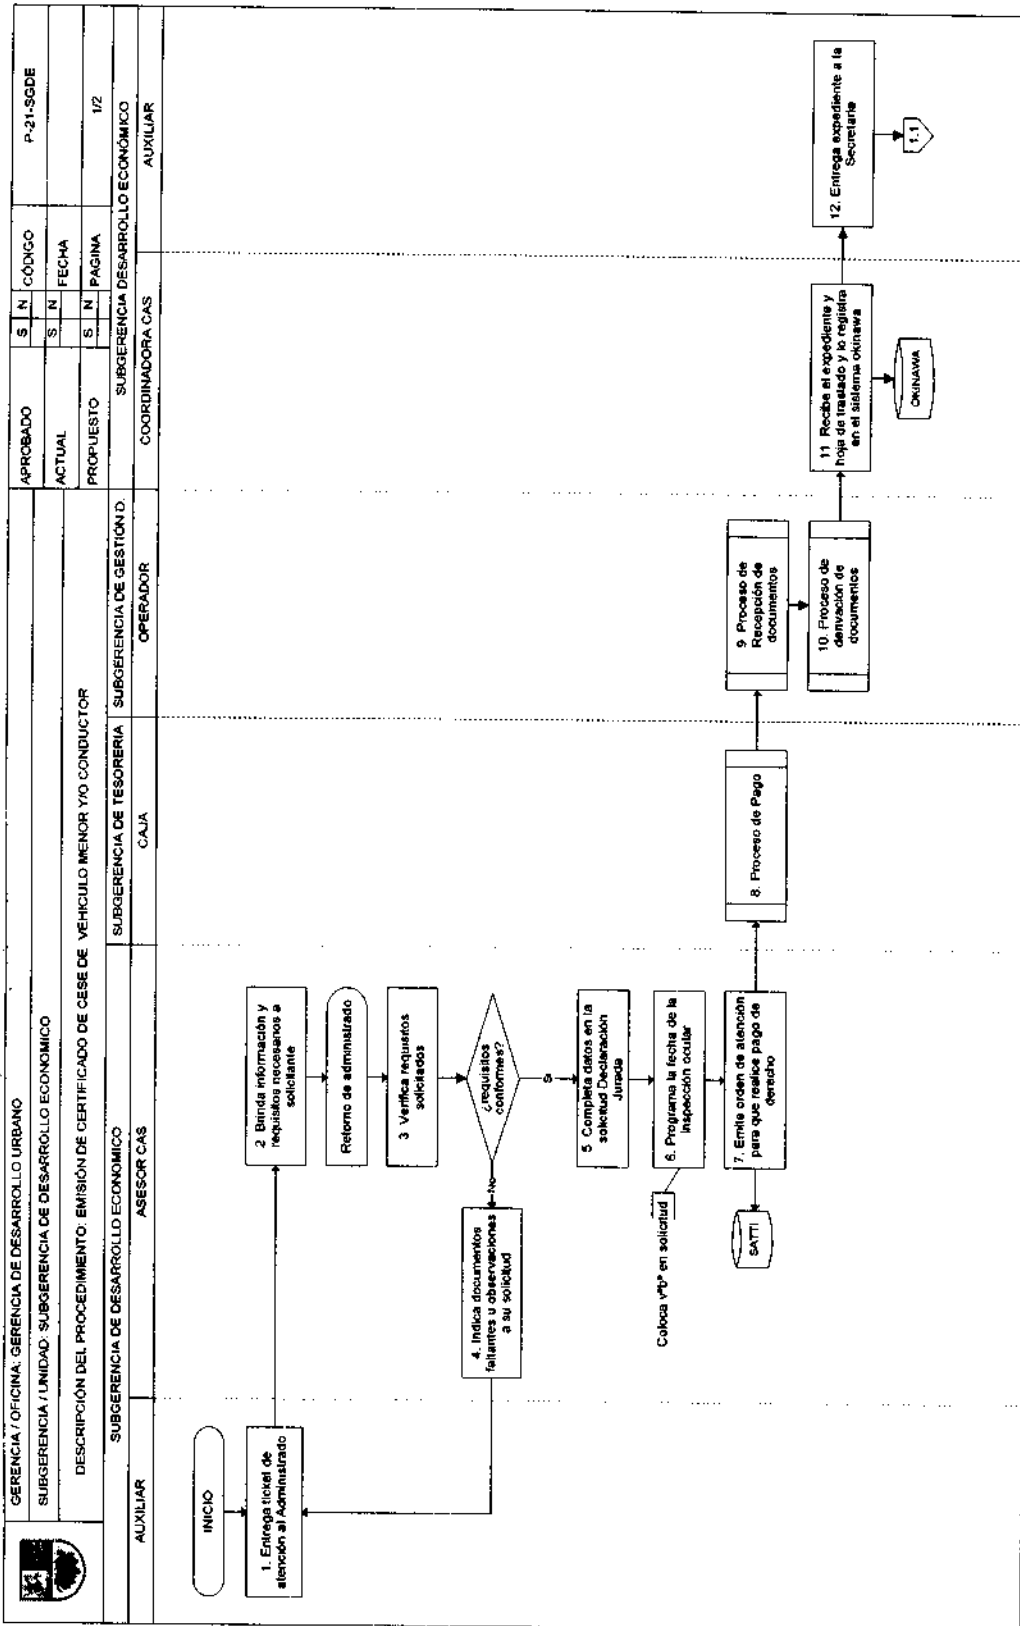 GERENCIA / OFICINA: GERENCIA DE DESARROLLO URBANO
SUBGERENCIA / UNIDAD: SUBGERENCIA DE DESARROLLO ECONOMICO
DESCRIPCIÓN DEL PROCEDIMIENTO: EMISIÓN DE CERTIFICADO DE CESE DE VEHICULO MENOR Y/O CONDUCTOR
APROBADO S N CÓDIGO P-21-SGDE
ACTUAL S N FECHA
PROPUESTO S N PAGINA 1/2
SUBGERENCIA DE DESARROLLO ECONOMICO
SUBGERENCIA DE TESORERIA
SUBGERENCIA DE GESTIÓN D.
SUBGERENCIA DESARROLLO ECONÓMICO
AUXILIAR
ASESOR CAS
CAJA
OPERADOR
COORDINADORA CAS
AUXILIAR
INICIO
1. Entrega ticket de
atención al Administrado
2 Brinda información y
requisitos necesarios a
solicitante
Retorno de administrado
3 Verifica requisitos
solicitados
¿requisitos
conformes?
No
4. Indica documentos
faltantes u observaciones
a su solicitud
Si
5 Completa datos en la
solicitud Declaración
Jurada
6. Programa la fecha de la
inspección ocular
Coloca v°b° en solicitud
7. Emite orden de atención
para que realice pago de
derecho
SATTI
8. Proceso de Pago
9 Proceso de
Recepción de
documentos
10. Proceso de
derivación de
documentos
11 Recibe el expediente y
hoja de traslado y lo registra
en el sistema okinawa
OKINAWA
12. Entrega expediente a la
Secretaria
1.1